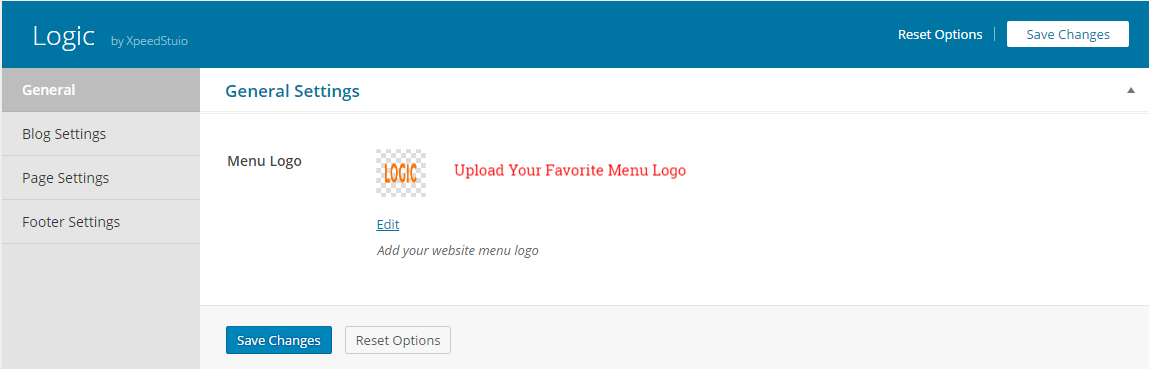 Logic by XpeedStuio
Reset Options
Save Changes
General
Blog Settings
Page Settings
Footer Settings
General Settings
Menu Logo
LOGIC
Upload Your Favorite Menu Logo
Edit
Add your website menu logo
Save Changes
Reset Options